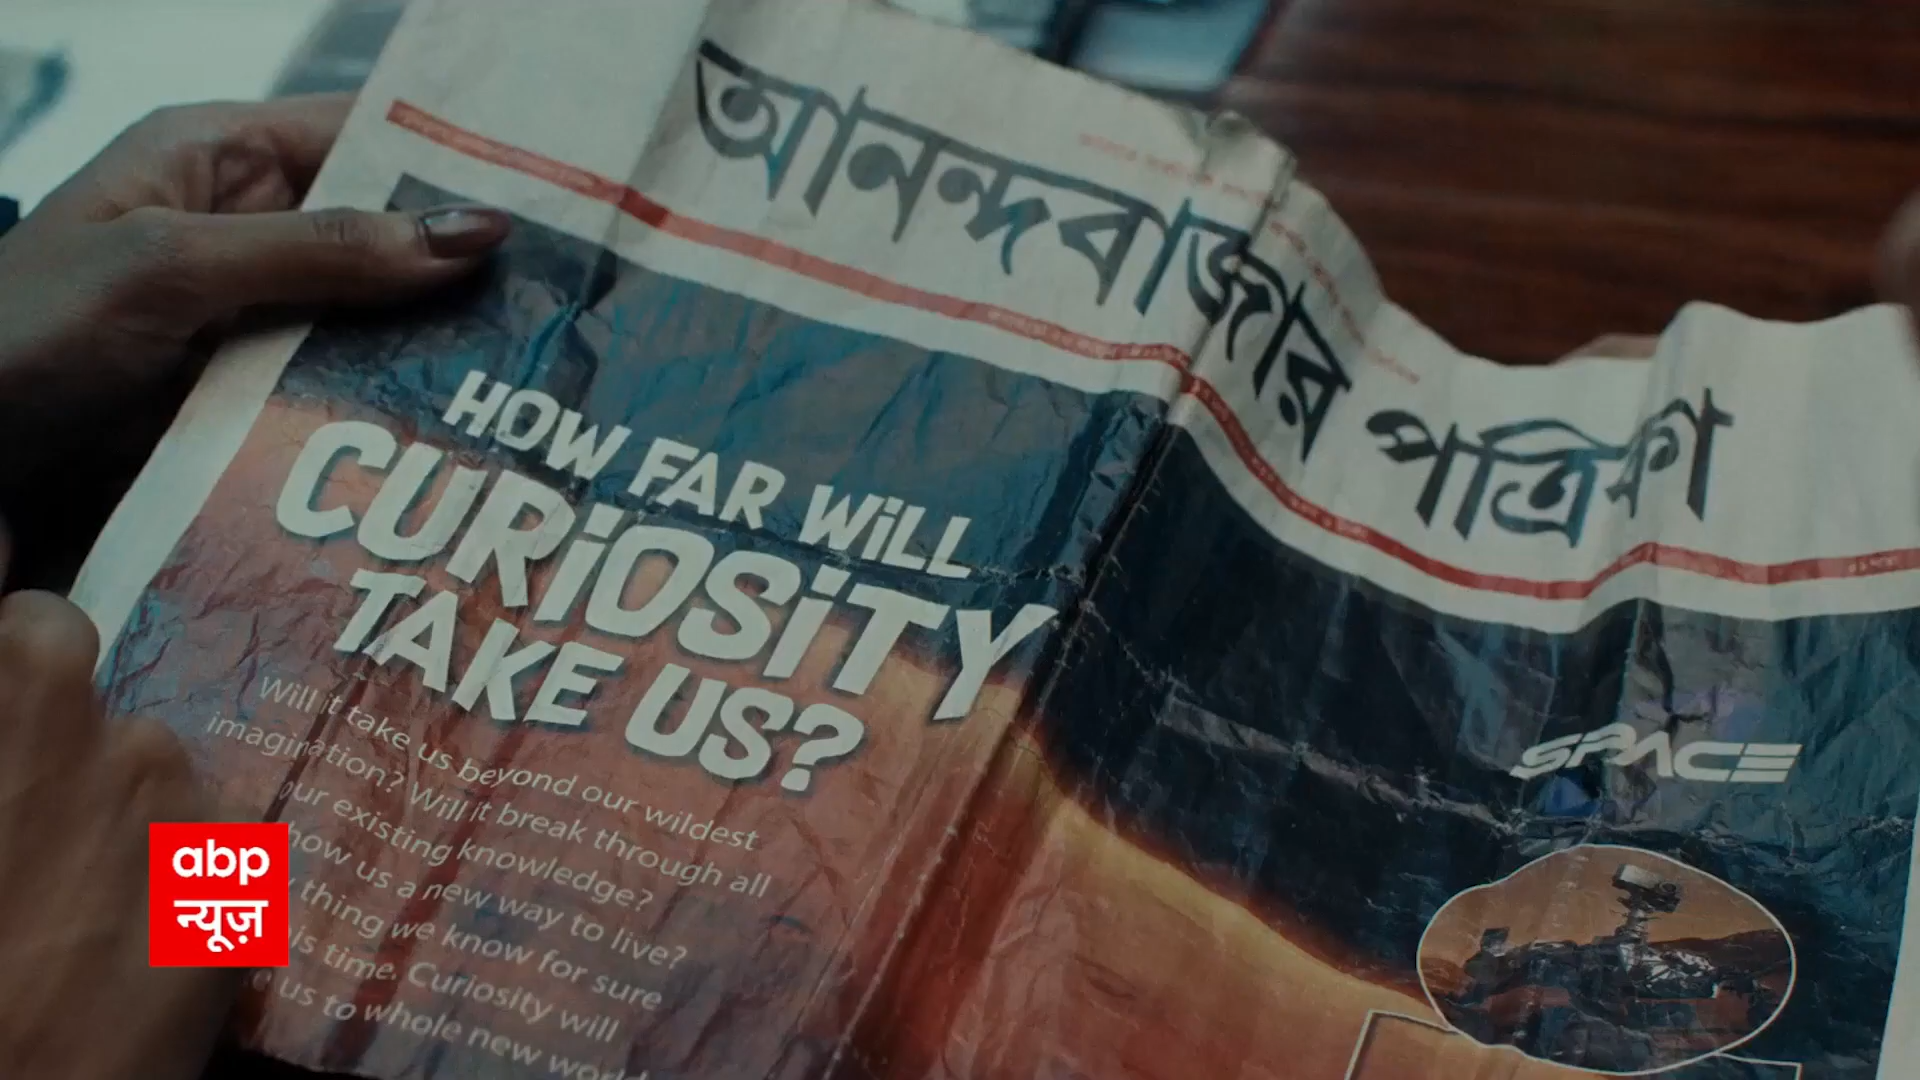 আনন্দবাজার পত্রিকা
HOW FAR WiLL
CURiOSiTY
TAKE US?
Will it take us beyond our wildest
imagination? Will it break through all
our existing knowledge?
how us a new way to live?
thing we know for sure
is time. Curiosity will
us to whole new
SPACE
abp
न्यूज़